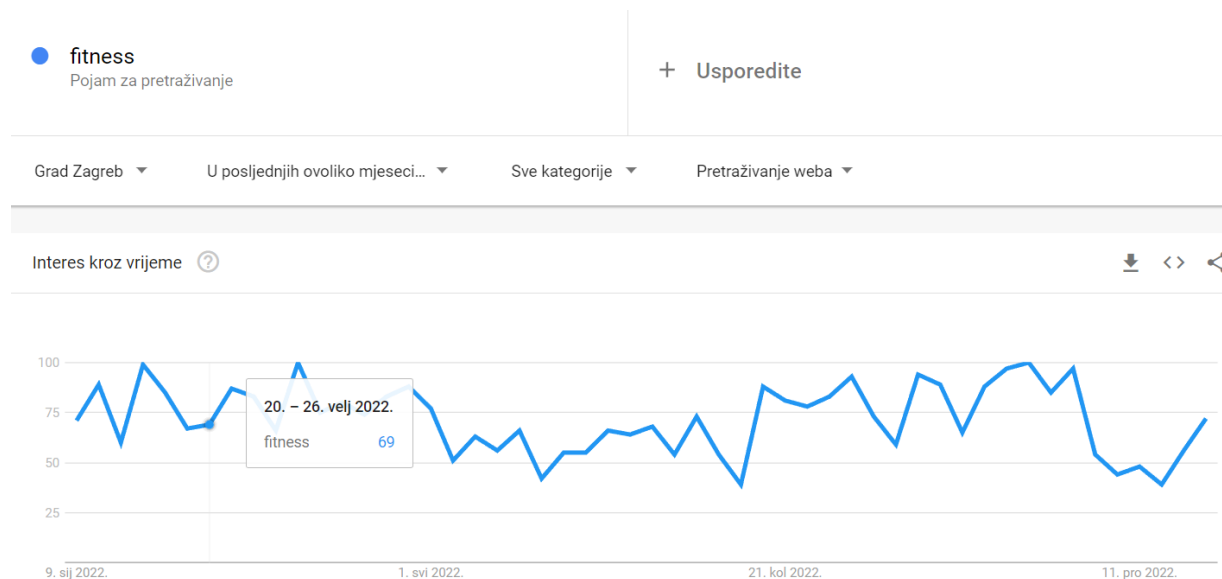 fitness
Pojam za pretraživanje
+ Usporedite
Grad Zagreb
U posljednjih ovoliko mjeseci...
Sve kategorije
Pretraživanje weba
Interes kroz vrijeme ?
100
75
50
25
20. – 26. velj 2022.
fitness 69
9. sij 2022.
1. svi 2022.
21. kol 2022.
11. pro 2022.